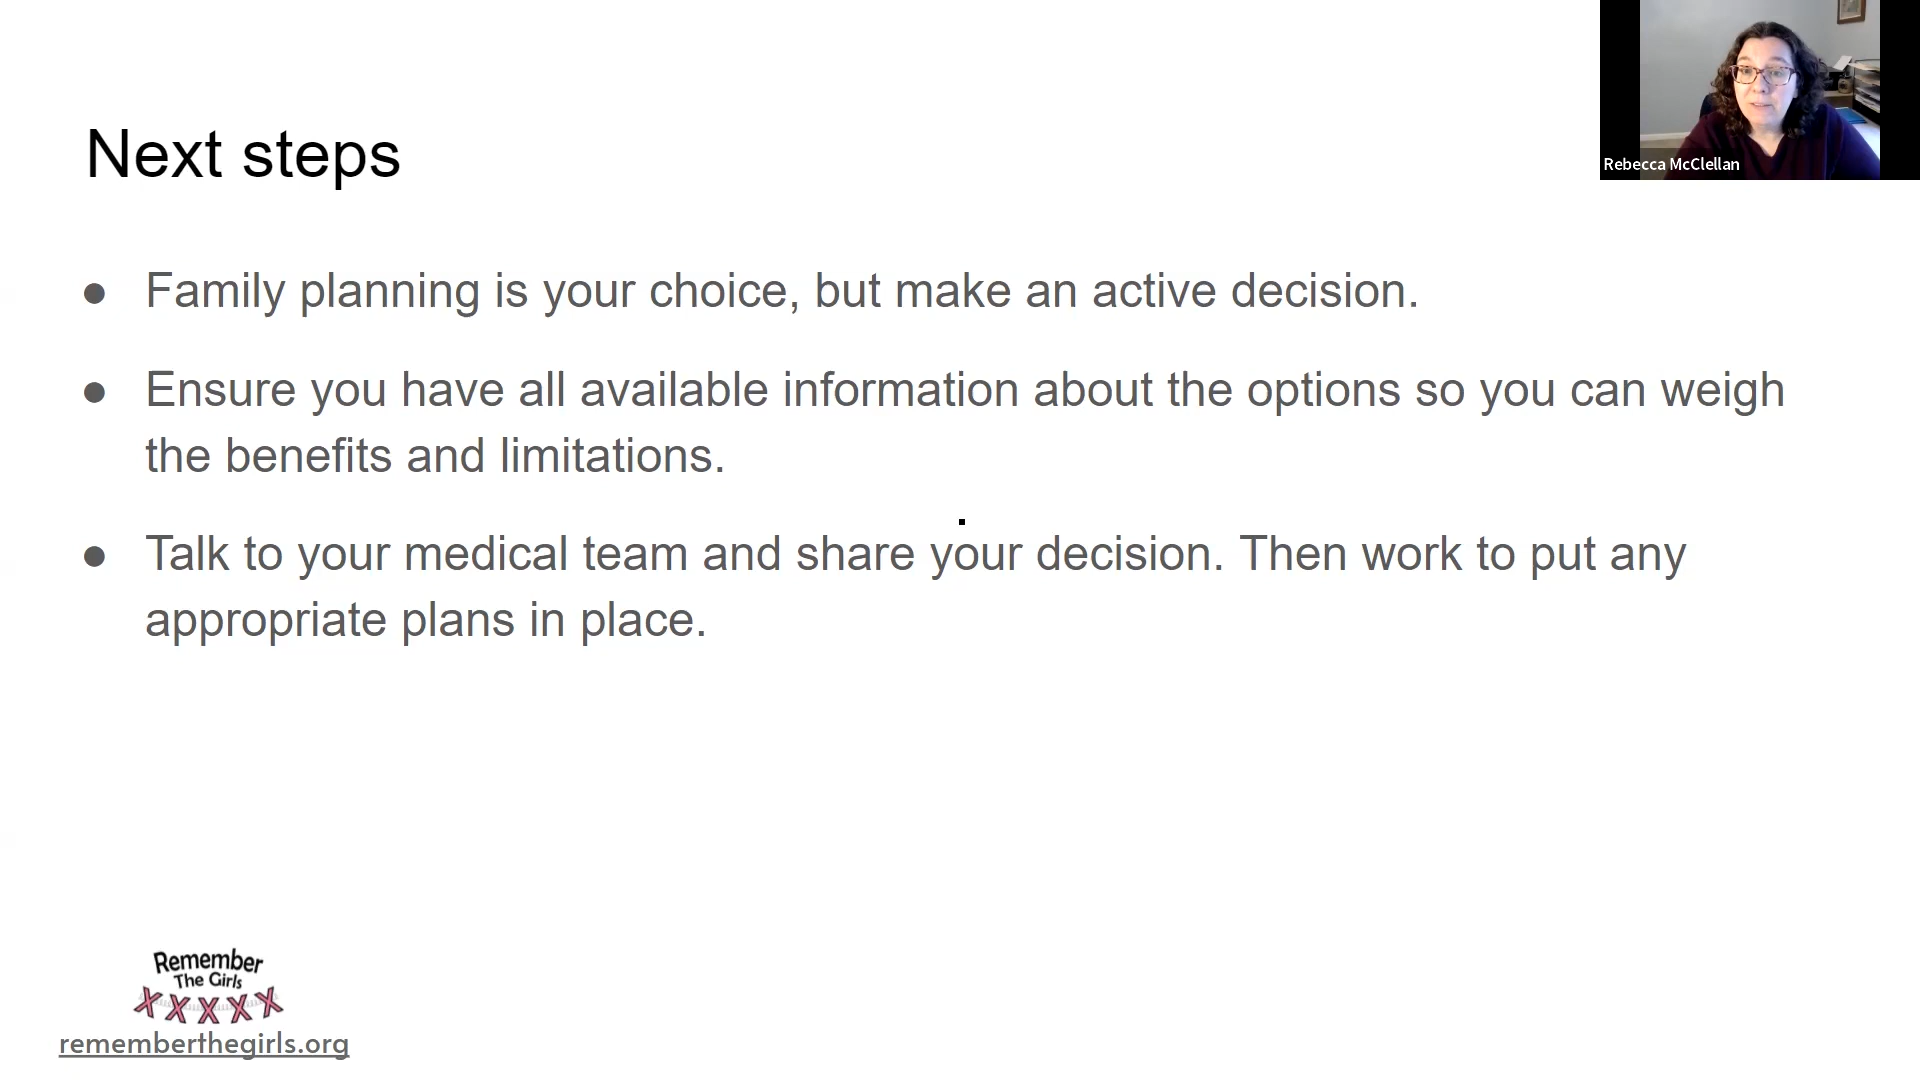 Next steps
Rebecca McClellan
● Family planning is your choice, but make an active decision.
● Ensure you have all available information about the options so you can weigh
the benefits and limitations.
● Talk to your medical team and share your decision. Then work to put any
appropriate plans in place.
Remember
The Girls
rememberthegirls.org